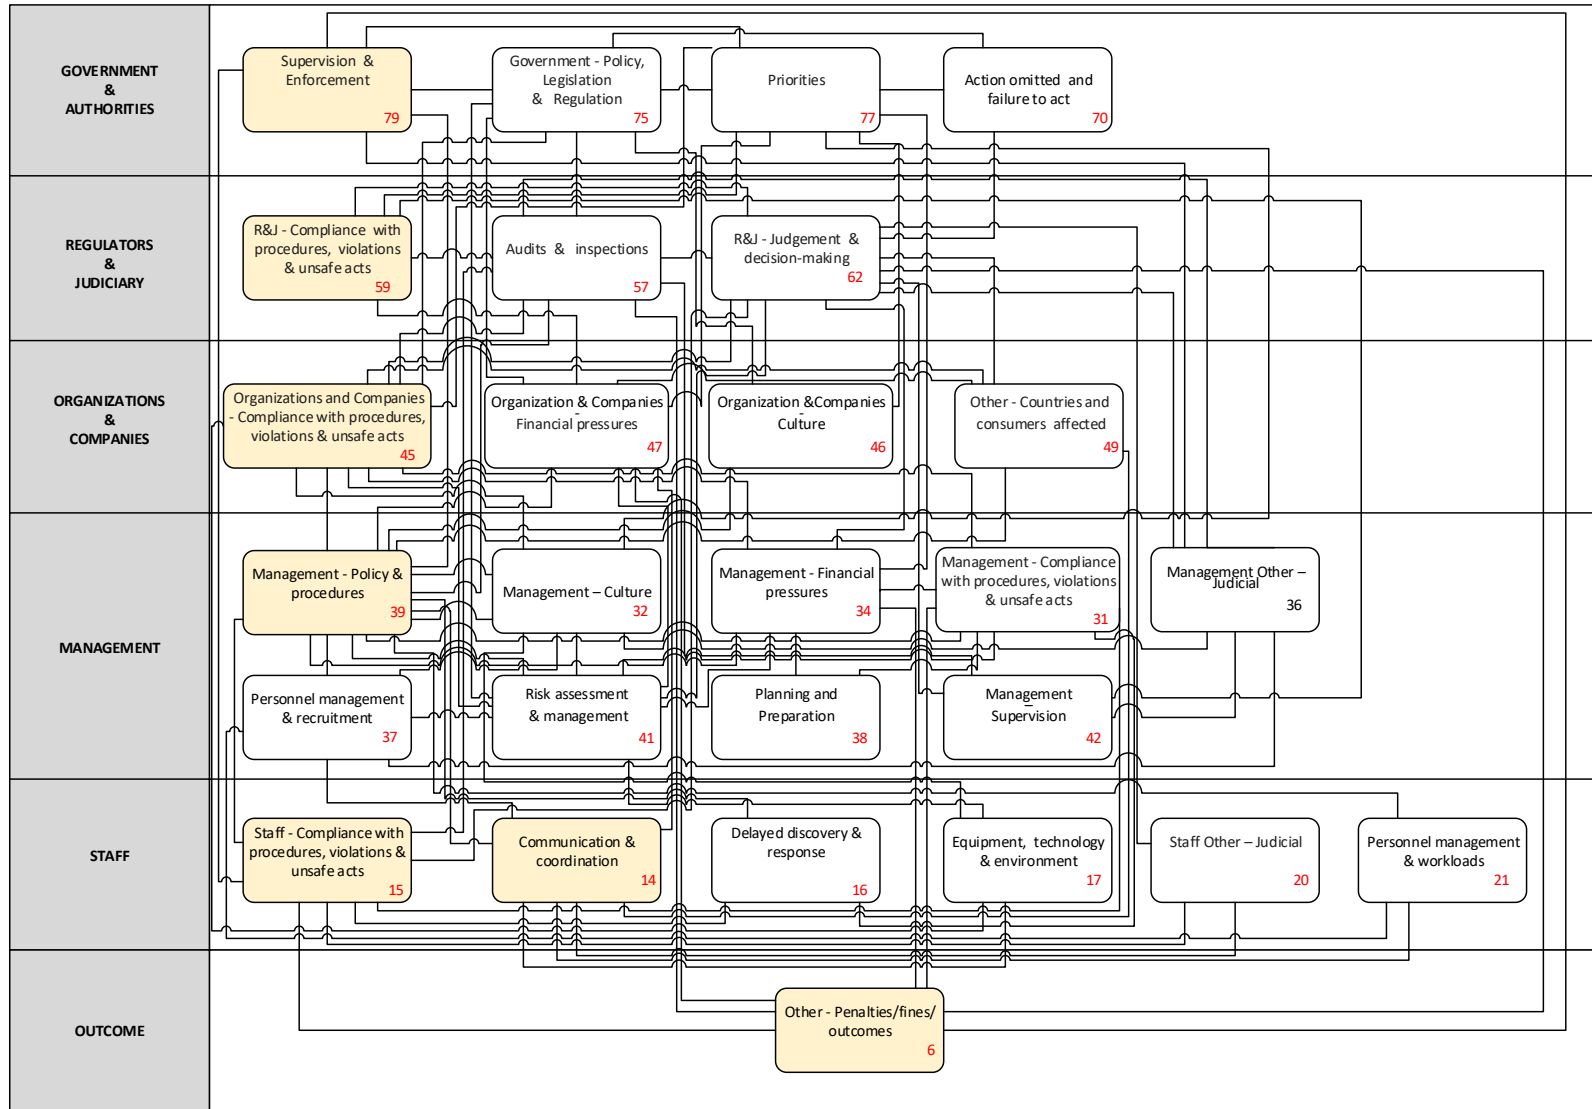 GOVERNMENT
&
AUTHORITIES
Supervision &
Enforcement
79
Government - Policy,
Legislation
& Regulation
75
Priorities
77
Action omitted and
failure to act
70
REGULATORS
&
JUDICIARY
R&J - Compliance with
procedures, violations
& unsafe acts
59
Audits & inspections
57
R&J - Judgement &
decision-making
62
ORGANIZATIONS
&
COMPANIES
Organizations and Companies
- Compliance with procedures,
violations & unsafe acts
45
Organization & Companies
-
Financial pressures
47
Organization &Companies
-
Culture
46
Other - Countries and
consumers affected
49
MANAGEMENT
Management - Policy &
procedures
39
Management – Culture
32
Management - Financial
pressures
34
Management - Compliance
with procedures, violations
& unsafe acts
31
Management Other –
Judicial
36
Personnel management
& recruitment
37
Risk assessment
& management
41
Planning and
Preparation
38
Management
–
Supervision
42
STAFF
Staff - Compliance with
procedures, violations &
unsafe acts
15
Communication &
coordination
14
Delayed discovery &
response
16
Equipment, technology
& environment
17
Staff Other – Judicial
20
Personnel management
& workloads
21
OUTCOME
Other - Penalties/fines/
outcomes
6